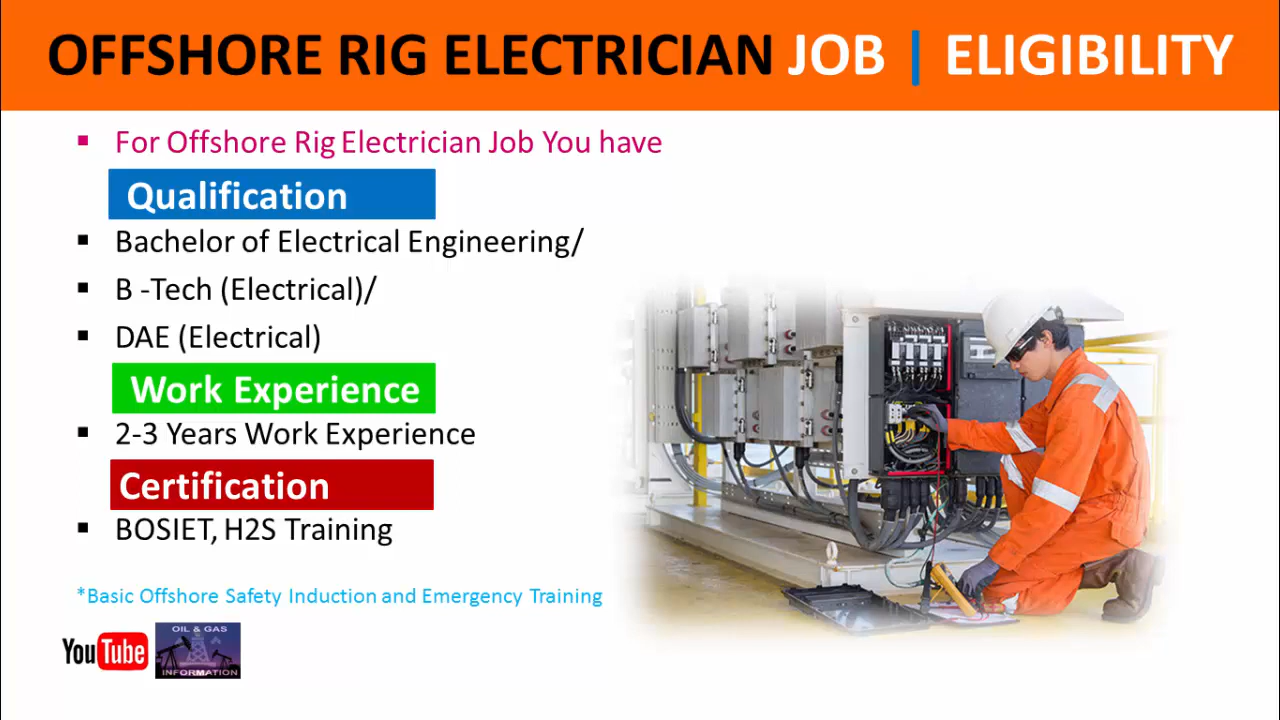 OFFSHORE RIG ELECTRICIAN JOB | ELIGIBILITY
▪ For Offshore Rig Electrician Job You have
Qualification
▪ Bachelor of Electrical Engineering/
▪ B -Tech (Electrical)/
▪ DAE (Electrical)
Work Experience
▪ 2-3 Years Work Experience
Certification
▪ BOSIET, H2S Training
*Basic Offshore Safety Induction and Emergency Training
YouTube
OIL & GAS
INFORMATION